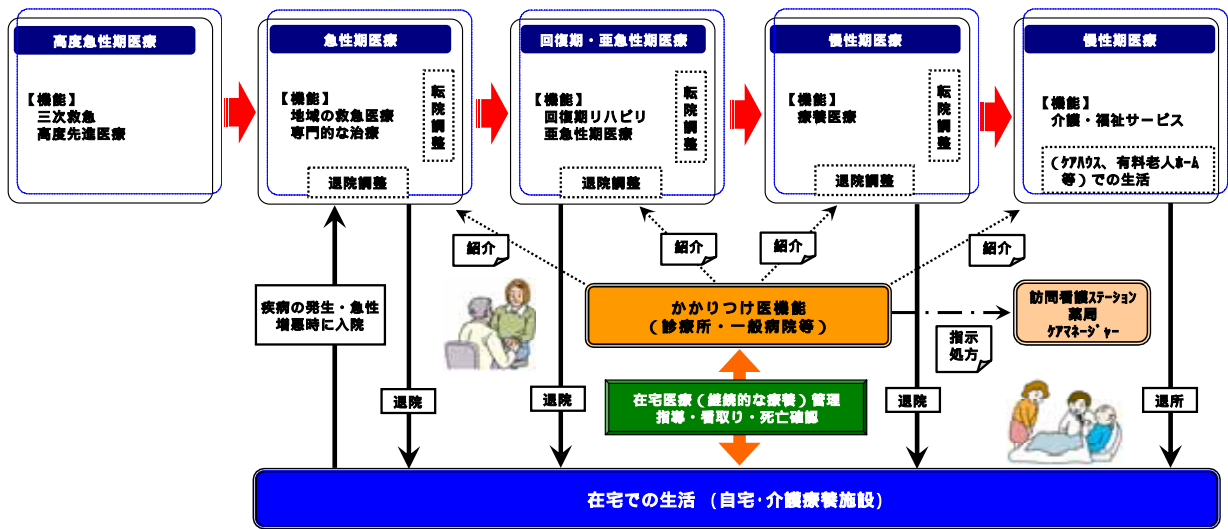 高度急性期医療
【機能】
三次救急
高度先進医療
急性期医療
【機能】
地域の救急医療
専門的な治療
転院調整
退院調整
回復期・亜急性期医療
【機能】
回復期リハビリ
亜急性期医療
転院調整
退院調整
慢性期医療
【機能】
療養医療
転院調整
退院調整
慢性期医療
【機能】
介護・福祉サービス
(ケアハウス、有料老人ホーム
等)での生活
紹介
紹介
紹介
紹介
疾病の発生・急性
増悪時に入院
かかりつけ医機能
(診療所・一般病院等)
訪問看護ステーション
薬局
ケアマネージャー
指示
処方
退院
退院
在宅医療(継続的な療養)管理
指導・看取り・死亡確認
退院
退所
在宅での生活 (自宅・介護療養施設)